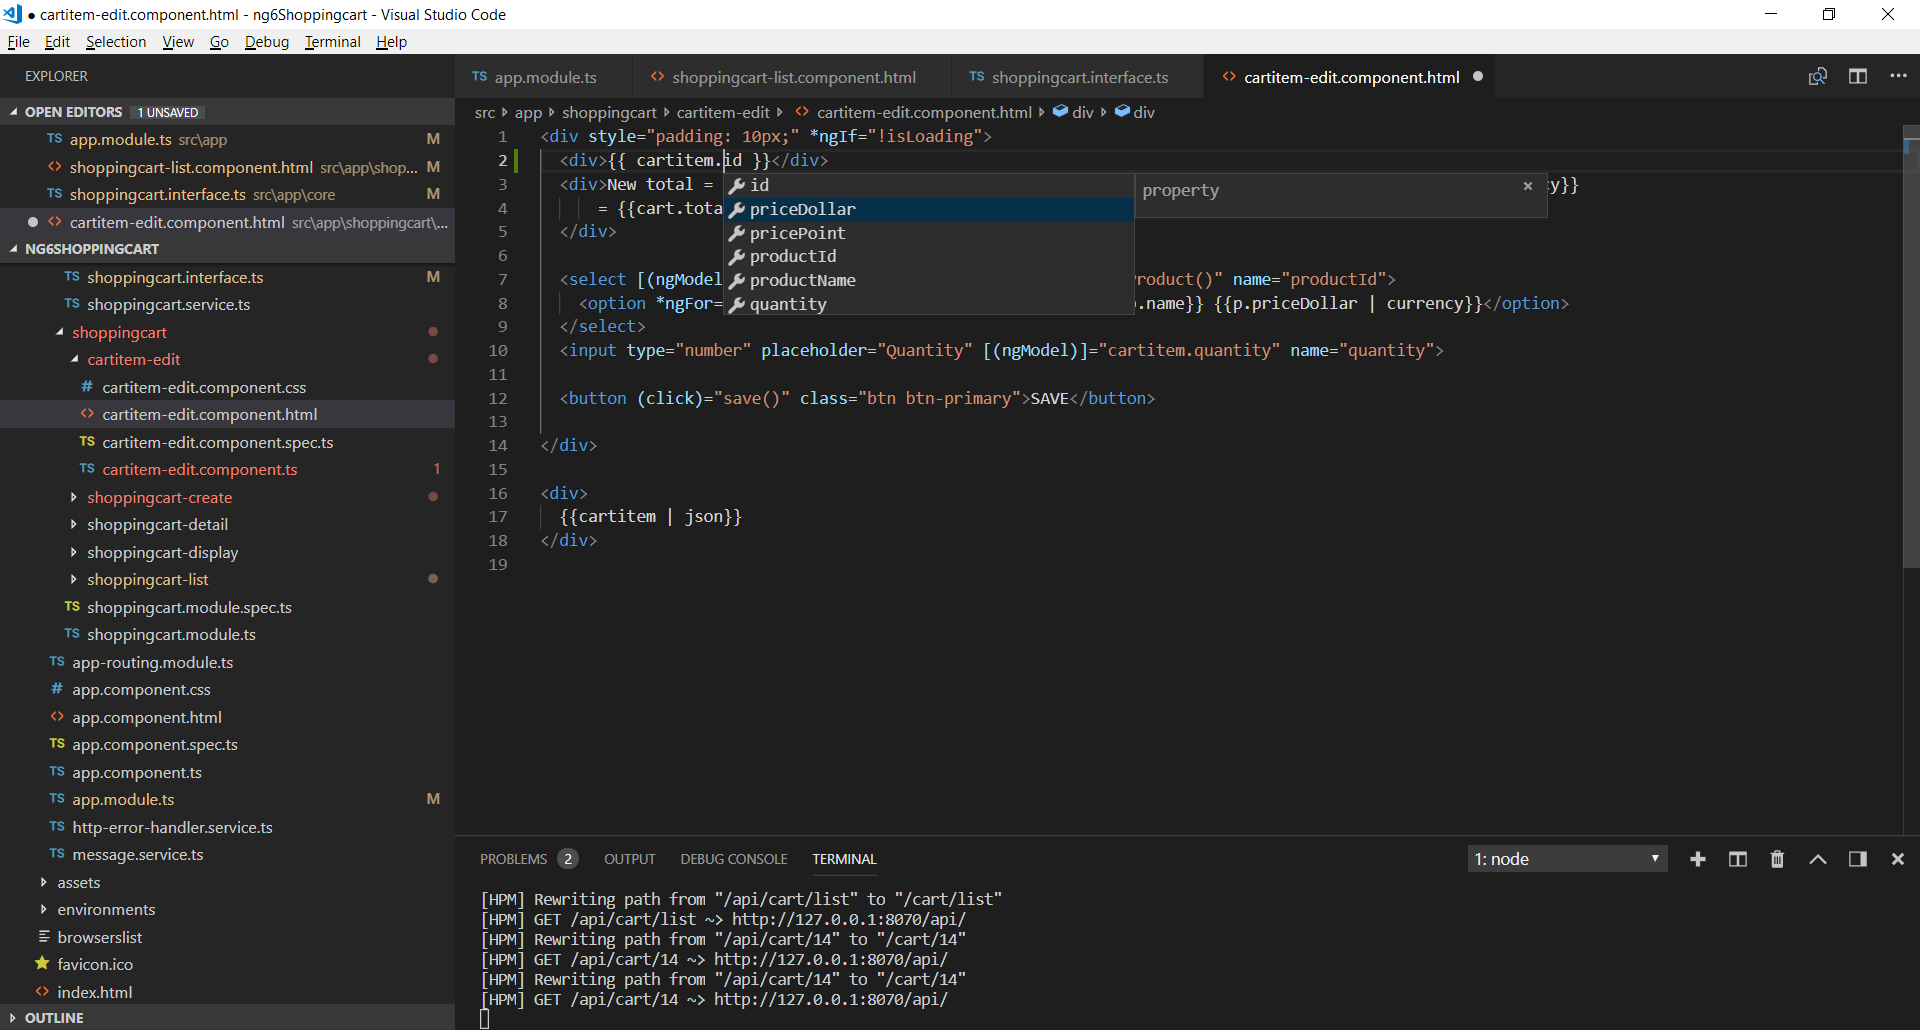 ● cartitem-edit.component.html - ng6Shoppingcart - Visual Studio Code
File Edit Selection View Go Debug Terminal Help
EXPLORER
OPEN EDITORS 1 UNSAVED
TS app.module.ts src\app M
<> shoppingcart-list.component.html src\app\shop... M
TS shoppingcart.interface.ts src\app\core M
● <> cartitem-edit.component.html src\app\shoppingcart\...
NG6SHOPPINGCART
TS shoppingcart.interface.ts M
TS shoppingcart.service.ts
shoppingcart
cartitem-edit
# cartitem-edit.component.css
<> cartitem-edit.component.html
TS cartitem-edit.component.spec.ts
TS cartitem-edit.component.ts 1
shoppingcart-create
shoppingcart-detail
shoppingcart-display
shoppingcart-list
TS shoppingcart.module.spec.ts
TS shoppingcart.module.ts
TS app-routing.module.ts
# app.component.css
<> app.component.html
TS app.component.spec.ts
TS app.component.ts
TS app.module.ts M
TS http-error-handler.service.ts
TS message.service.ts
assets
environments
browserslist
favicon.ico
<> index.html
OUTLINE
TS app.module.ts <> shoppingcart-list.component.html TS shoppingcart.interface.ts <> cartitem-edit.component.html ●
src app shoppingcart cartitem-edit <> cartitem-edit.component.html div div
1 <div style="padding: 10px;" *ngIf="!isLoading">
2 <div>{{ cartitem.id }}</div>
3 <div>New total = y}}
4 = {{cart.tota
5 </div>
6
7 <select [(ngModel roduct()" name="productId">
8 <option *ngFor= .name}} {{p.priceDollar | currency}}</option>
9 </select>
10 <input type="number" placeholder="Quantity" [(ngModel)]="cartitem.quantity" name="quantity">
11
12 <button (click)="save()" class="btn btn-primary">SAVE</button>
13
14 </div>
15
16 <div>
17 {{cartitem | json}}
18 </div>
19
id
priceDollar
pricePoint
productId
productName
quantity
property ×
PROBLEMS 2 OUTPUT DEBUG CONSOLE TERMINAL 1: node
[HPM] Rewriting path from "/api/cart/list" to "/cart/list"
[HPM] GET /api/cart/list ~> http://127.0.0.1:8070/api/
[HPM] Rewriting path from "/api/cart/14" to "/cart/14"
[HPM] GET /api/cart/14 ~> http://127.0.0.1:8070/api/
[HPM] Rewriting path from "/api/cart/14" to "/cart/14"
[HPM] GET /api/cart/14 ~> http://127.0.0.1:8070/api/